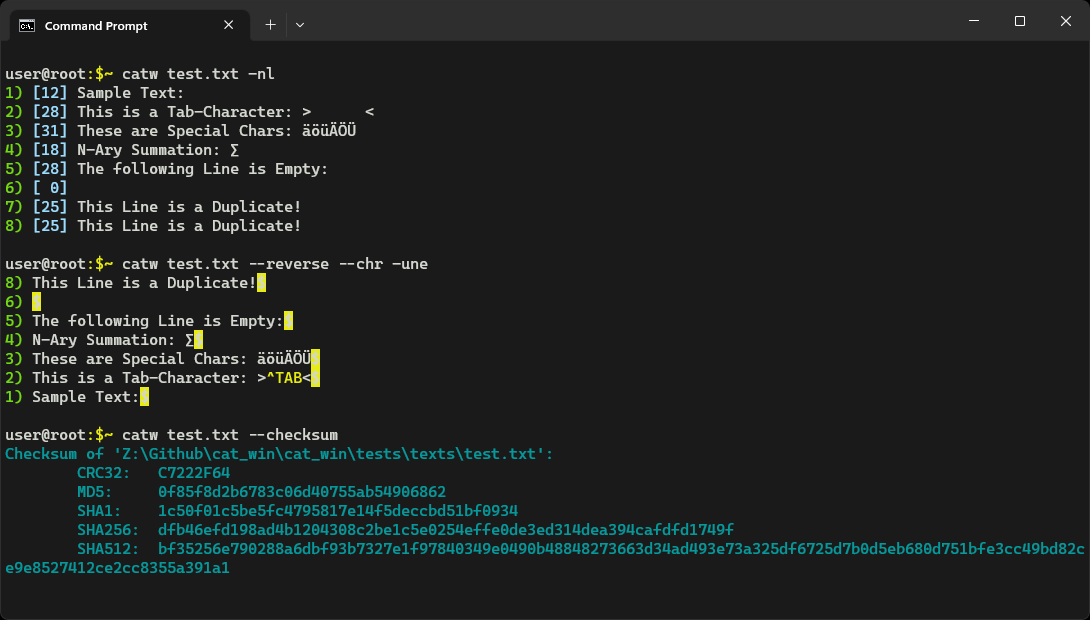 Command Prompt
user@root:$~ catw test.txt -nl
1) [12] Sample Text:
2) [28] This is a Tab-Character: >      <
3) [31] These are Special Chars: äöüÄÖÜ
4) [18] N-Ary Summation: ∑
5) [28] The following Line is Empty:
6) [ 0]
7) [25] This Line is a Duplicate!
8) [25] This Line is a Duplicate!
user@root:$~ catw test.txt --reverse --chr -une
8) This Line is a Duplicate!$
6) $
5) The following Line is Empty:$
4) N-Ary Summation: ∑$
3) These are Special Chars: äöüÄÖÜ$
2) This is a Tab-Character: >^TAB<$
1) Sample Text:$
user@root:$~ catw test.txt --checksum
Checksum of 'Z:\Github\cat_win\cat_win\tests\texts\test.txt':
CRC32: C7222F64
MD5: 0f85f8d2b6783c06d40755ab54906862
SHA1: 1c50f01c5be5fc4795817e14f5deccbd51bf0934
SHA256: dfb46efd198ad4b1204308c2be1c5e0254effe0de3ed314dea394cafdfd1749f
SHA512: bf35256e790288a6dbf93b7327e1f97840349e0490b48848273663d34ad493e73a325df6725d7b0d5eb680d751bfe3cc49bd82c
e9e8527412ce2cc8355a391a1